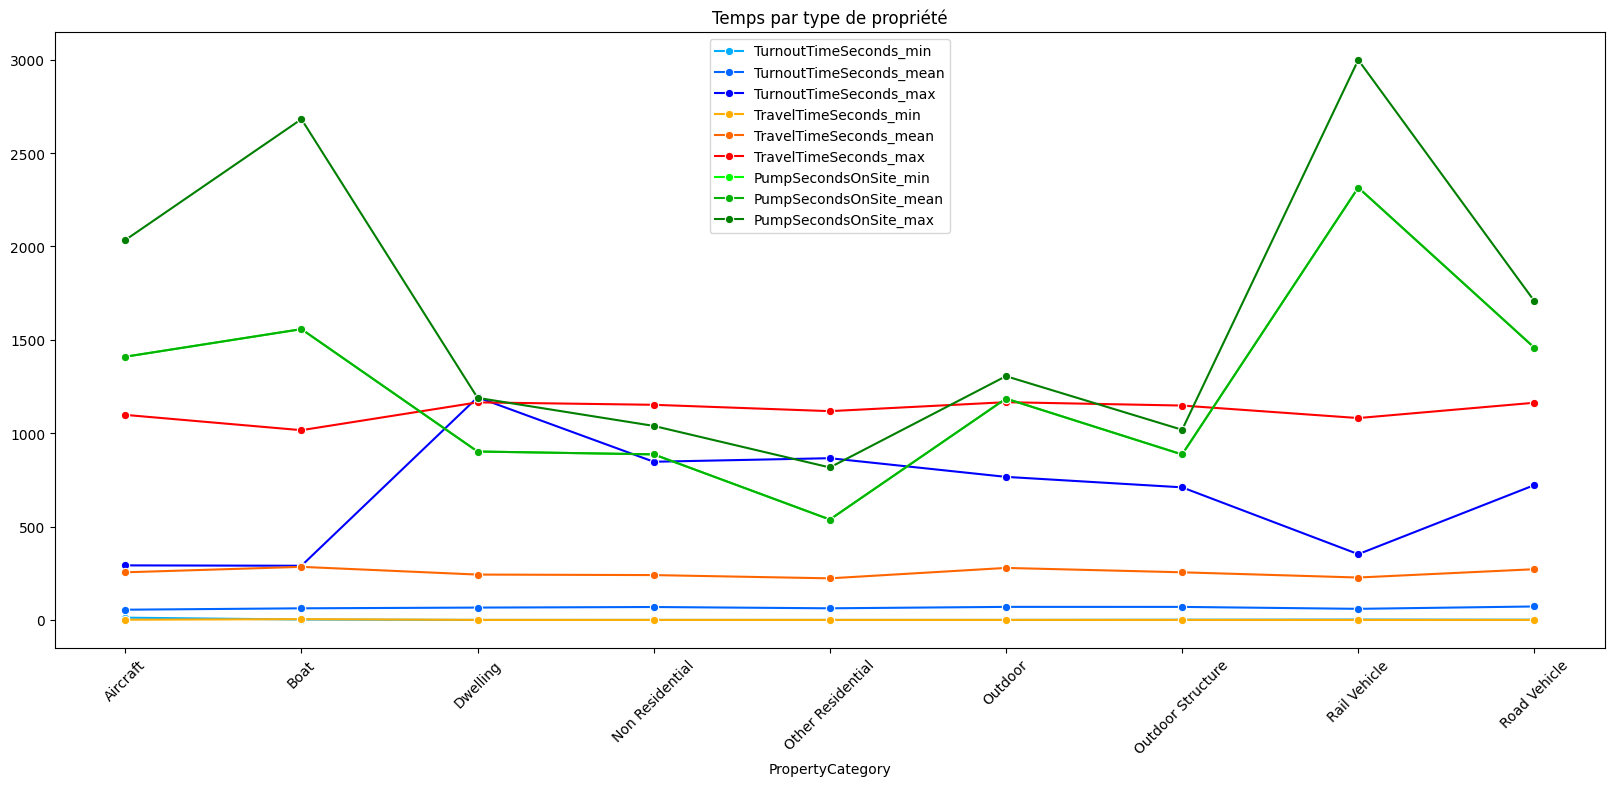 Temps par type de propriété
TurnoutTimeSeconds_min
TurnoutTimeSeconds_mean
TurnoutTimeSeconds_max
TravelTimeSeconds_min
TravelTimeSeconds_mean
TravelTimeSeconds_max
PumpSecondsOnSite_min
PumpSecondsOnSite_mean
PumpSecondsOnSite_max
3000
2500
2000
1500
1000
500
0
Aircraft
Boat
Dwelling
Non Residential
Other Residential
Outdoor
Outdoor Structure
Rail Vehicle
Road Vehicle
PropertyCategory